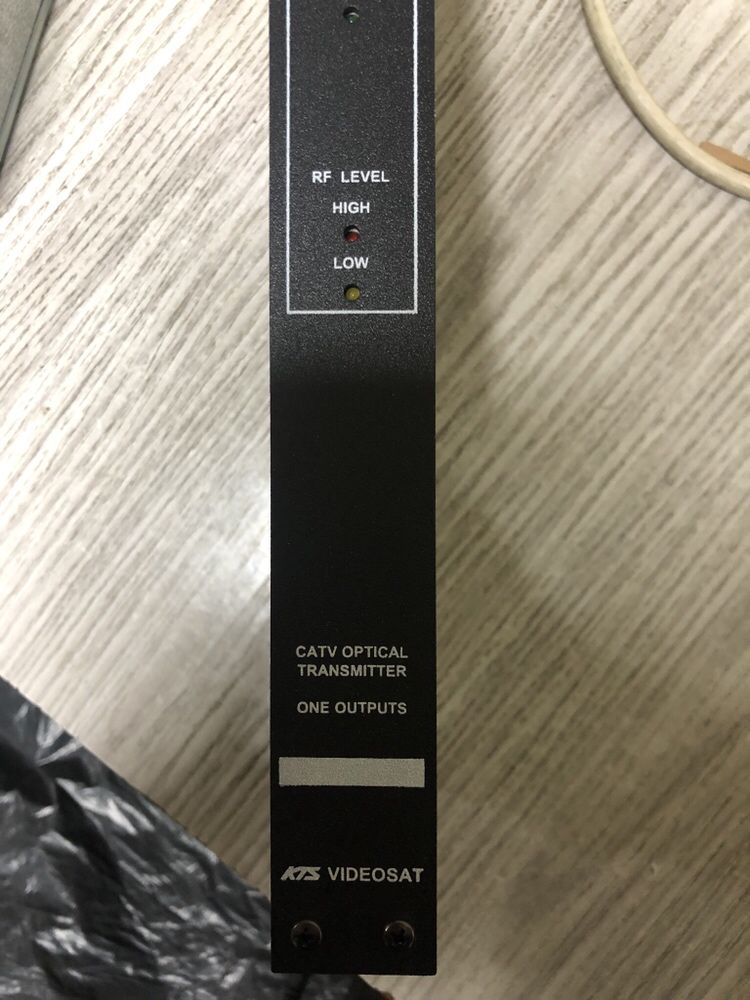 RF LEVEL
HIGH
LOW
CATV OPTICAL
TRANSMITTER
ONE OUTPUTS
KTS VIDEOSAT